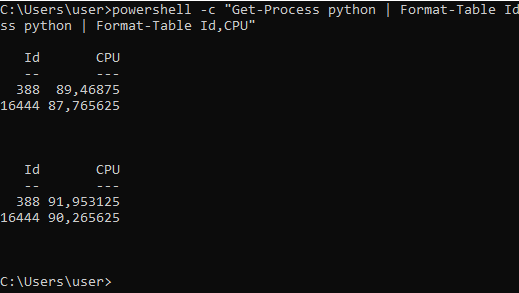 C:\Users\user>powershell -c "Get-Process python | Format-Table Id
ss python | Format-Table Id,CPU"
Id CPU
-- ---
388 89,46875
16444 87,765625
Id CPU
-- ---
388 91,953125
16444 90,265625
C:\Users\user>